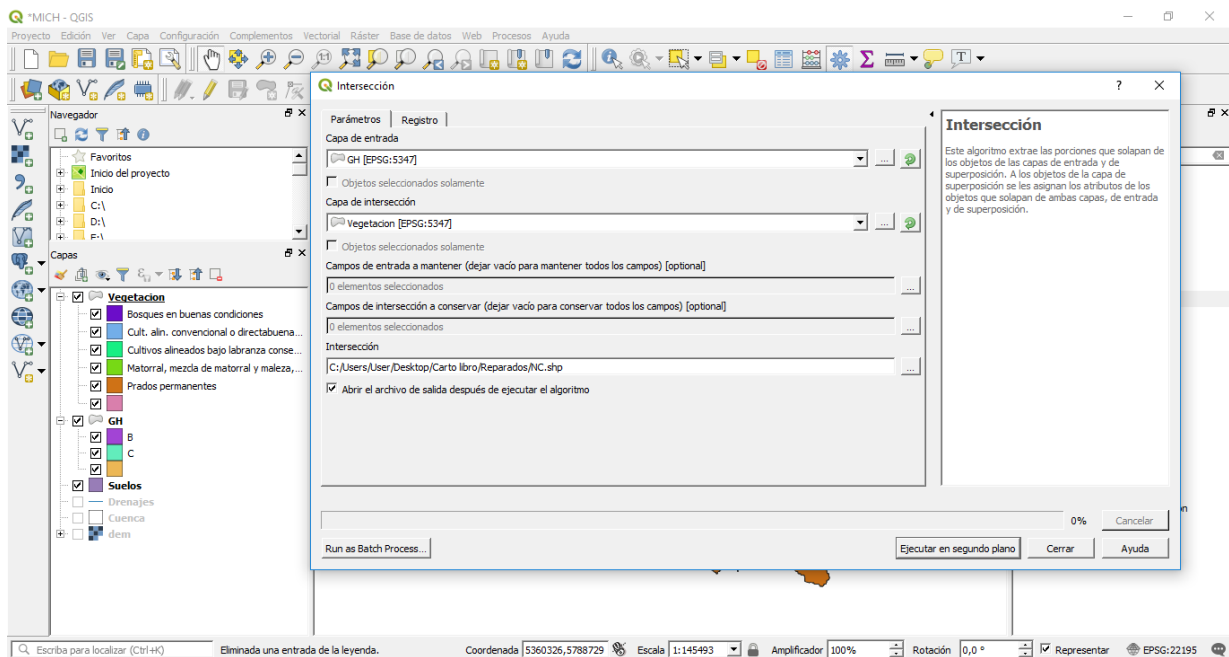 *MICH - QGIS
Proyecto Edición Ver Capa Configuración Complementos Vectorial Ráster Base de datos Web Procesos Ayuda
Navegador
Favoritos
Inicio del proyecto
Inicio
C:\
D:\
E:\
Capas
Vegetacion
Bosques en buenas condiciones
Cult. alin. convencional o directabuena...
Cultivos alineados bajo labranza conse...
Matorral, mezcla de matorral y maleza,...
Prados permanentes
GH
B
C
Suelos
Drenajes
Cuenca
dem
Intersección
Parámetros Registro
Capa de entrada
GH [EPSG:5347]
...
Objetos seleccionados solamente
Capa de intersección
Vegetacion [EPSG:5347]
...
Objetos seleccionados solamente
Campos de entrada a mantener (dejar vacío para mantener todos los campos) [optional]
0 elementos seleccionados
...
Campos de intersección a conservar (dejar vacío para conservar todos los campos) [optional]
0 elementos seleccionados
...
Intersección
C:/Users/User/Desktop/Carto libro/Reparados/NC.shp
...
Abrir el archivo de salida después de ejecutar el algoritmo
Intersección
Este algoritmo extrae las porciones que solapan de
los objetos de las capas de entrada y de
superposición. A los objetos de la capa de
superposición se les asignan los atributos de los
objetos que solapan de ambas capas, de entrada
y de superposición.
0% Cancelar
Run as Batch Process... Ejecutar en segundo plano Cerrar Ayuda
Escriba para localizar (Ctrl+K) Eliminada una entrada de la leyenda. Coordenada 5360326,5788729 Escala 1:145493 Amplificador 100% Rotación 0,0 ° Representar EPSG:22195